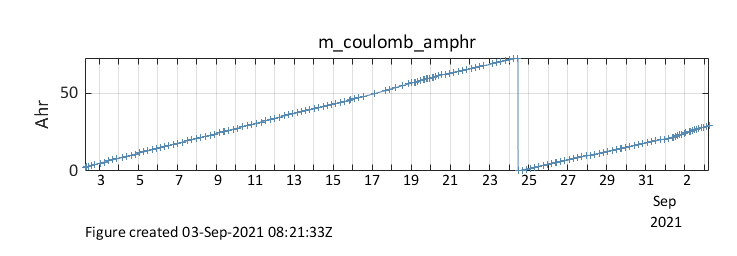 m_coulomb_amphr
Ahr
50
0
3 5 7 9 11 13 15 17 19 21 23 25 27 29 31 2
Sep
2021
Figure created 03-Sep-2021 08:21:33Z